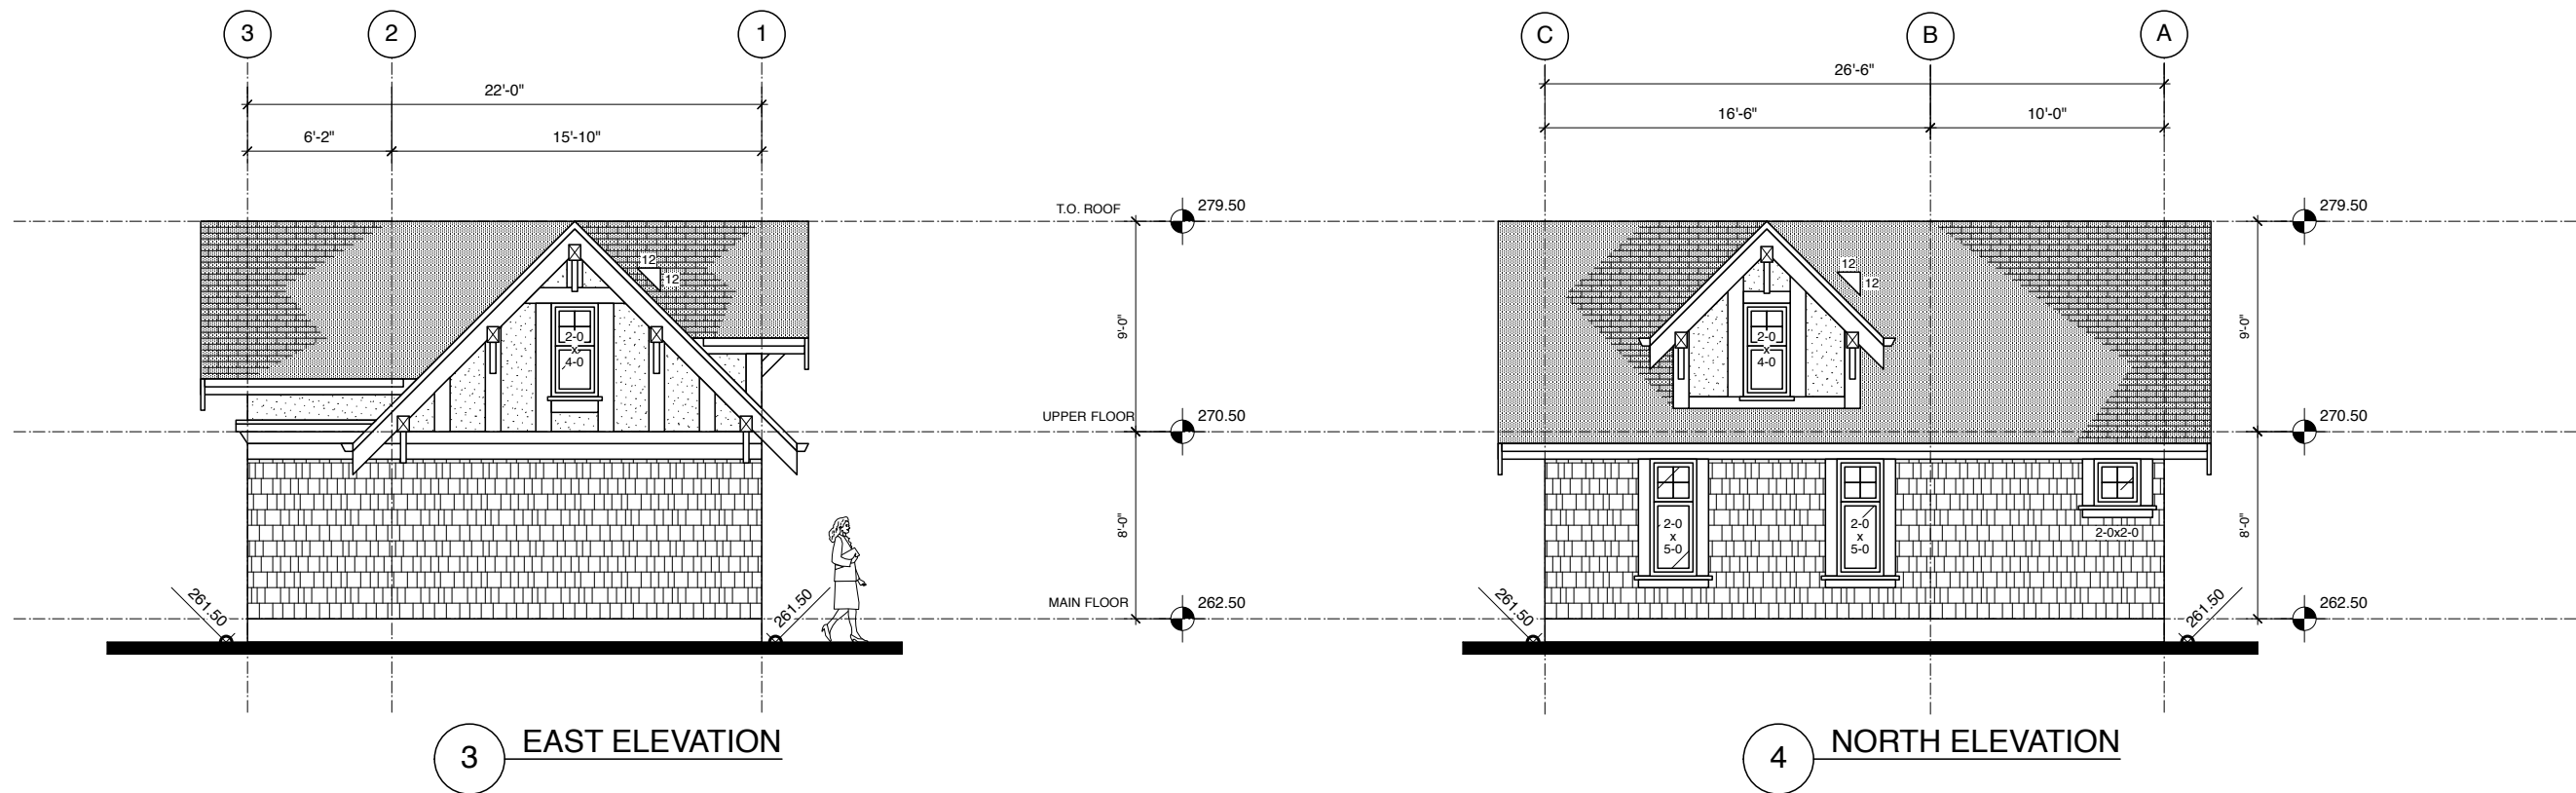 3
2
1
22'-0"
6'-2"
15'-10"
T.O. ROOF
279.50
12
12
2-0
x
4-0
9'-0"
UPPER FLOOR
270.50
8'-0"
261.50
261.50
MAIN FLOOR
262.50
3
EAST ELEVATION
C
B
A
26'-6"
16'-6"
10'-0"
279.50
12
12
2-0
x
4-0
9'-0"
270.50
2-0
x
5-0
2-0
x
5-0
2-0x2-0
8'-0"
261.50
261.50
262.50
4
NORTH ELEVATION